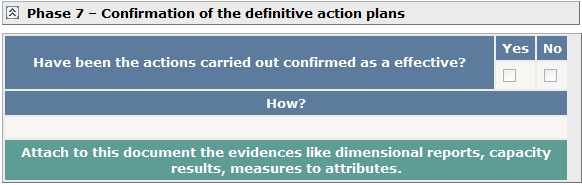 Phase 7 – Confirmation of the definitive action plans
Yes No
Have been the actions carried out confirmed as a effective?
How?
Attach to this document the evidences like dimensional reports, capacity
results, measures to attributes.